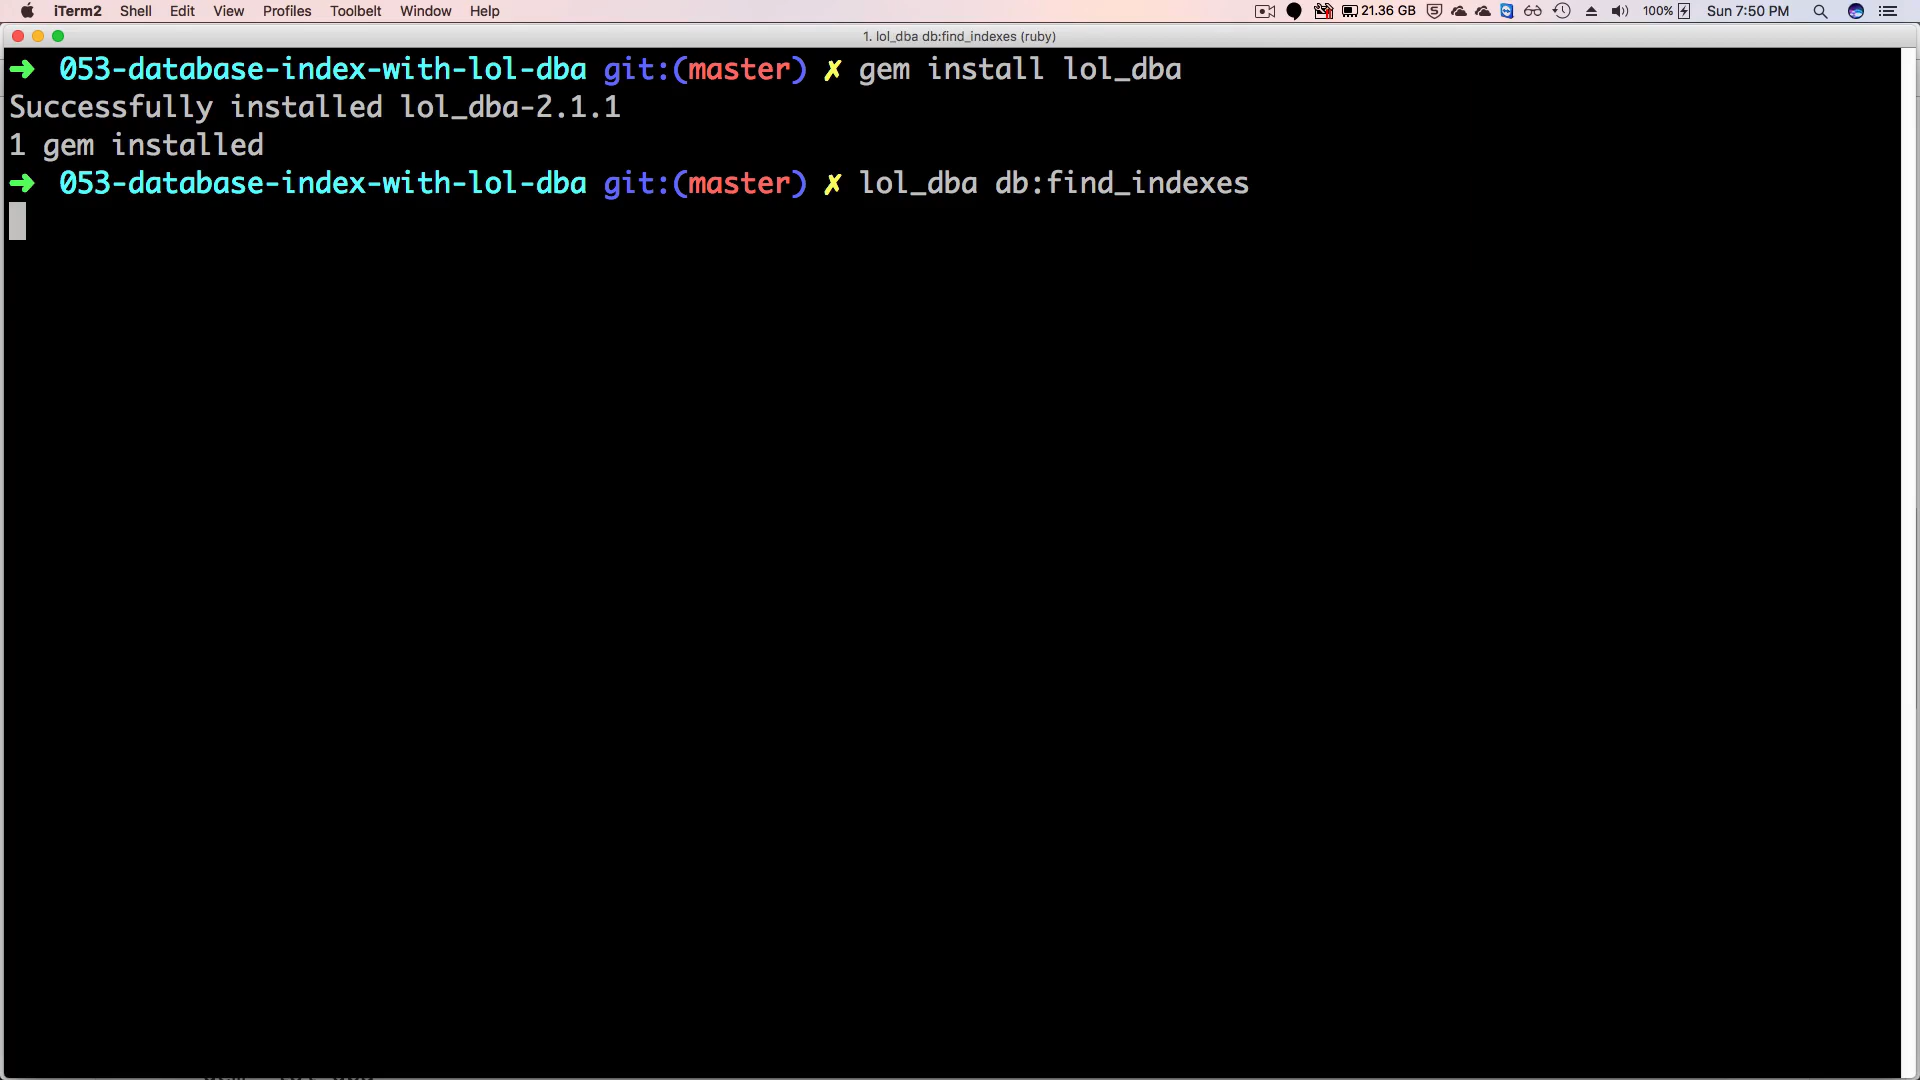 iTerm2 Shell Edit View Profiles Toolbelt Window Help 21.36 GB 100% Sun 7:50 PM
1. lol_dba db:find_indexes (ruby)
➜ 053-database-index-with-lol-dba git:(master) ✗ gem install lol_dba
Successfully installed lol_dba-2.1.1
1 gem installed
➜ 053-database-index-with-lol-dba git:(master) ✗ lol_dba db:find_indexes